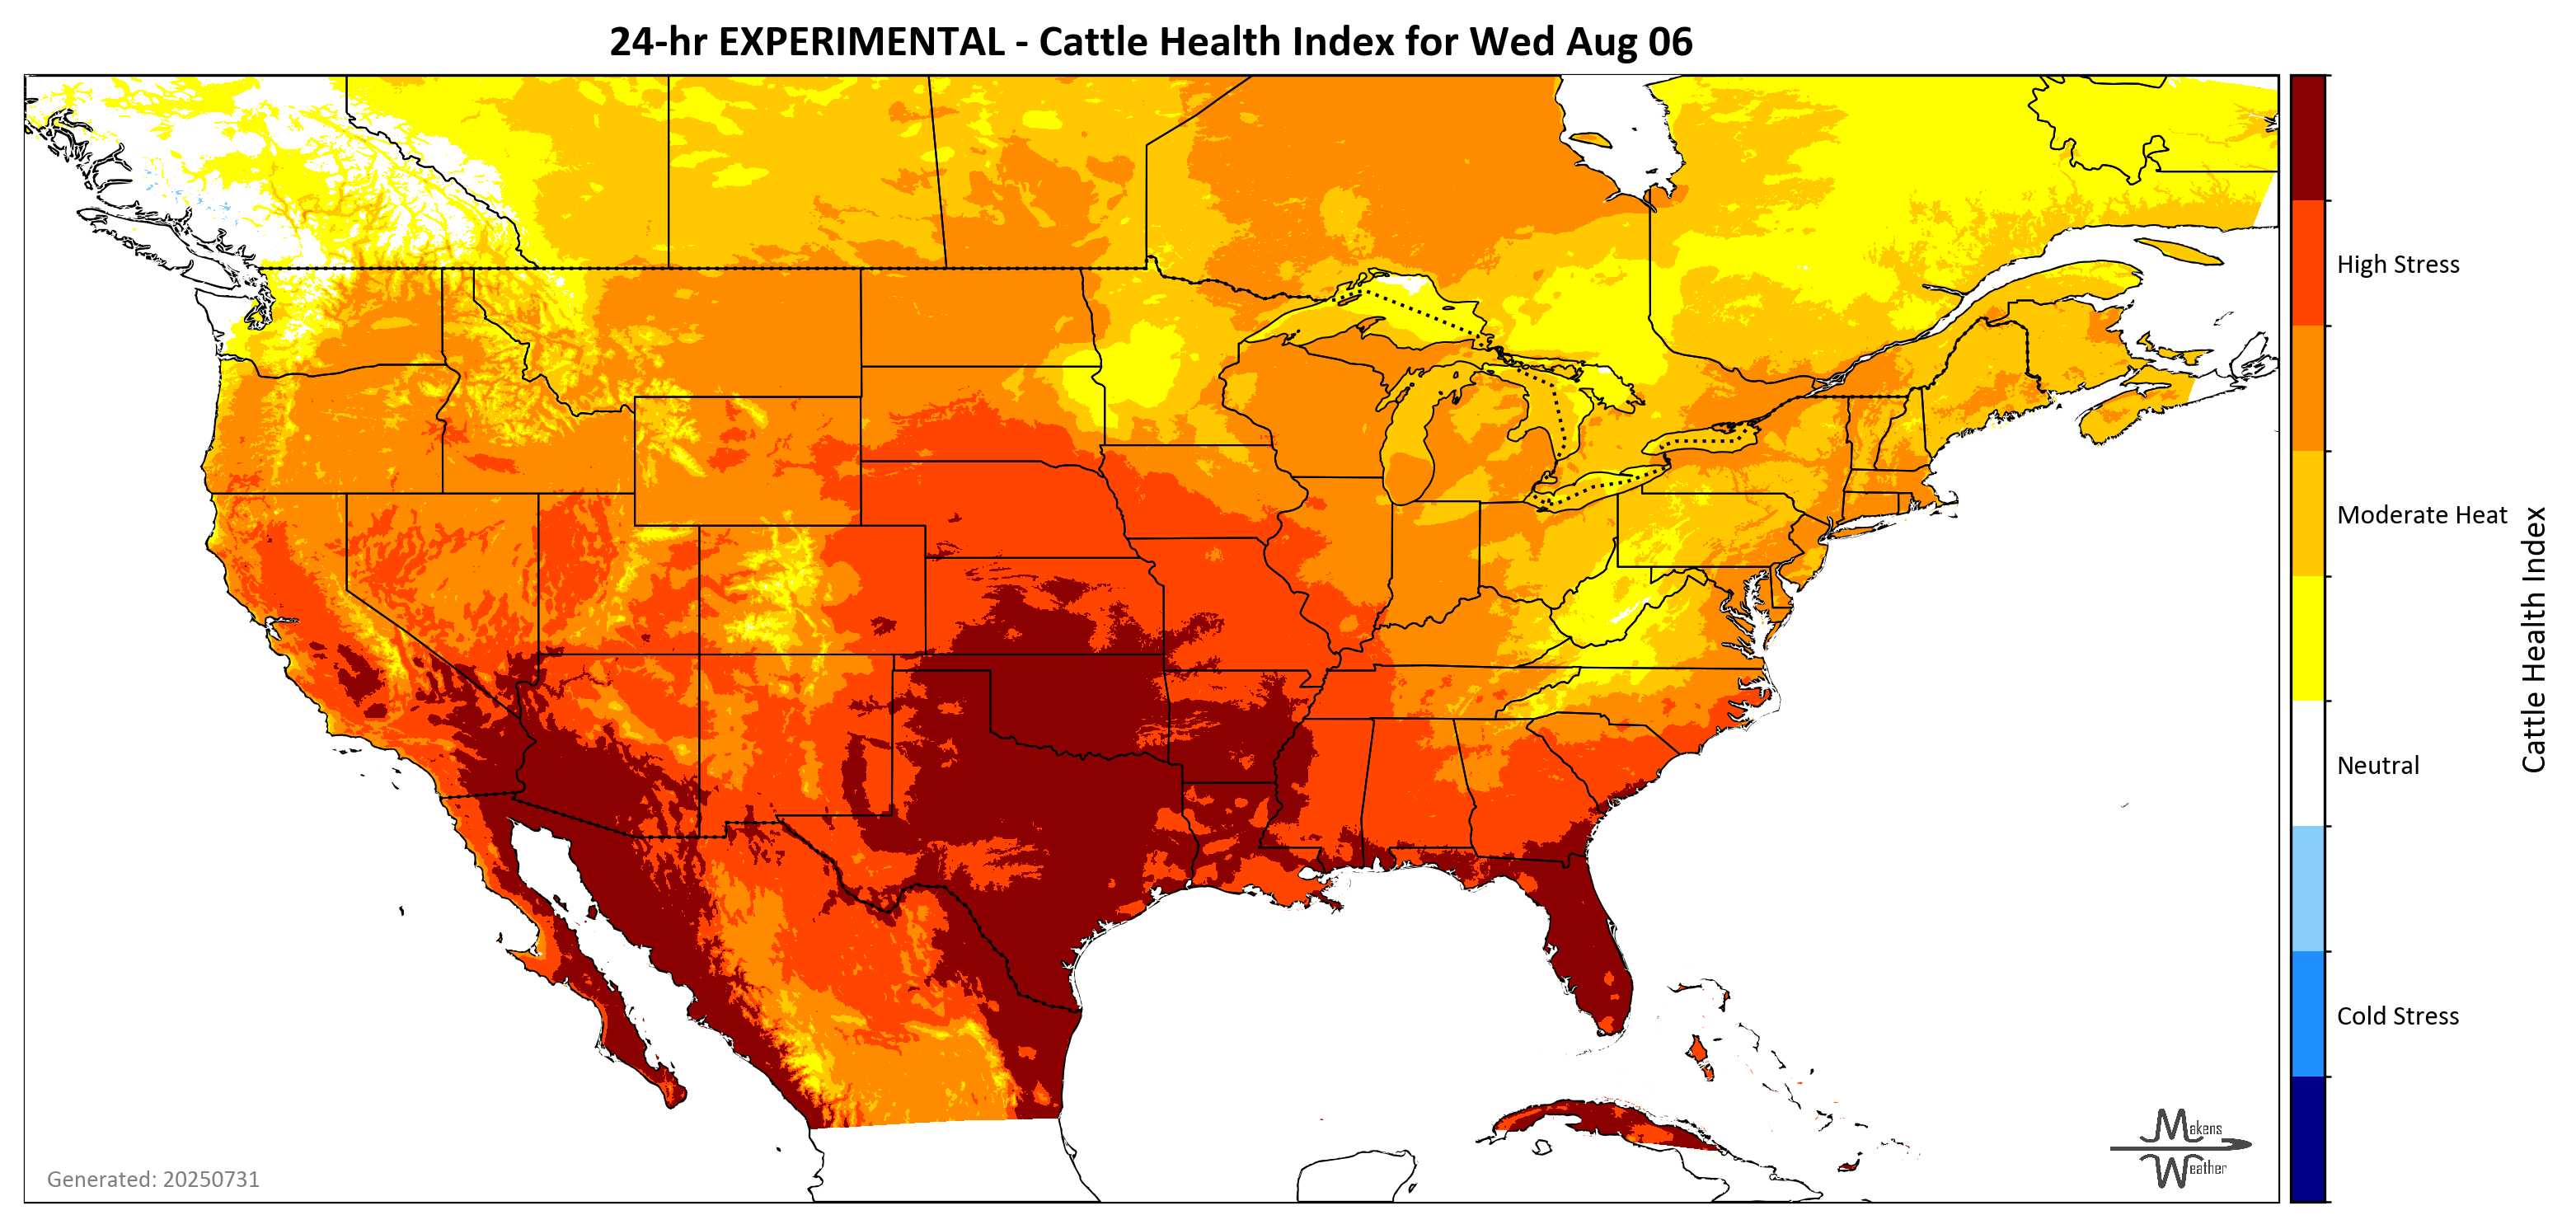 24-hr EXPERIMENTAL - Cattle Health Index for Wed Aug 06
High Stress
Moderate Heat
Neutral
Cold Stress
Cattle Health Index
Generated: 20250731
Makens
Weather